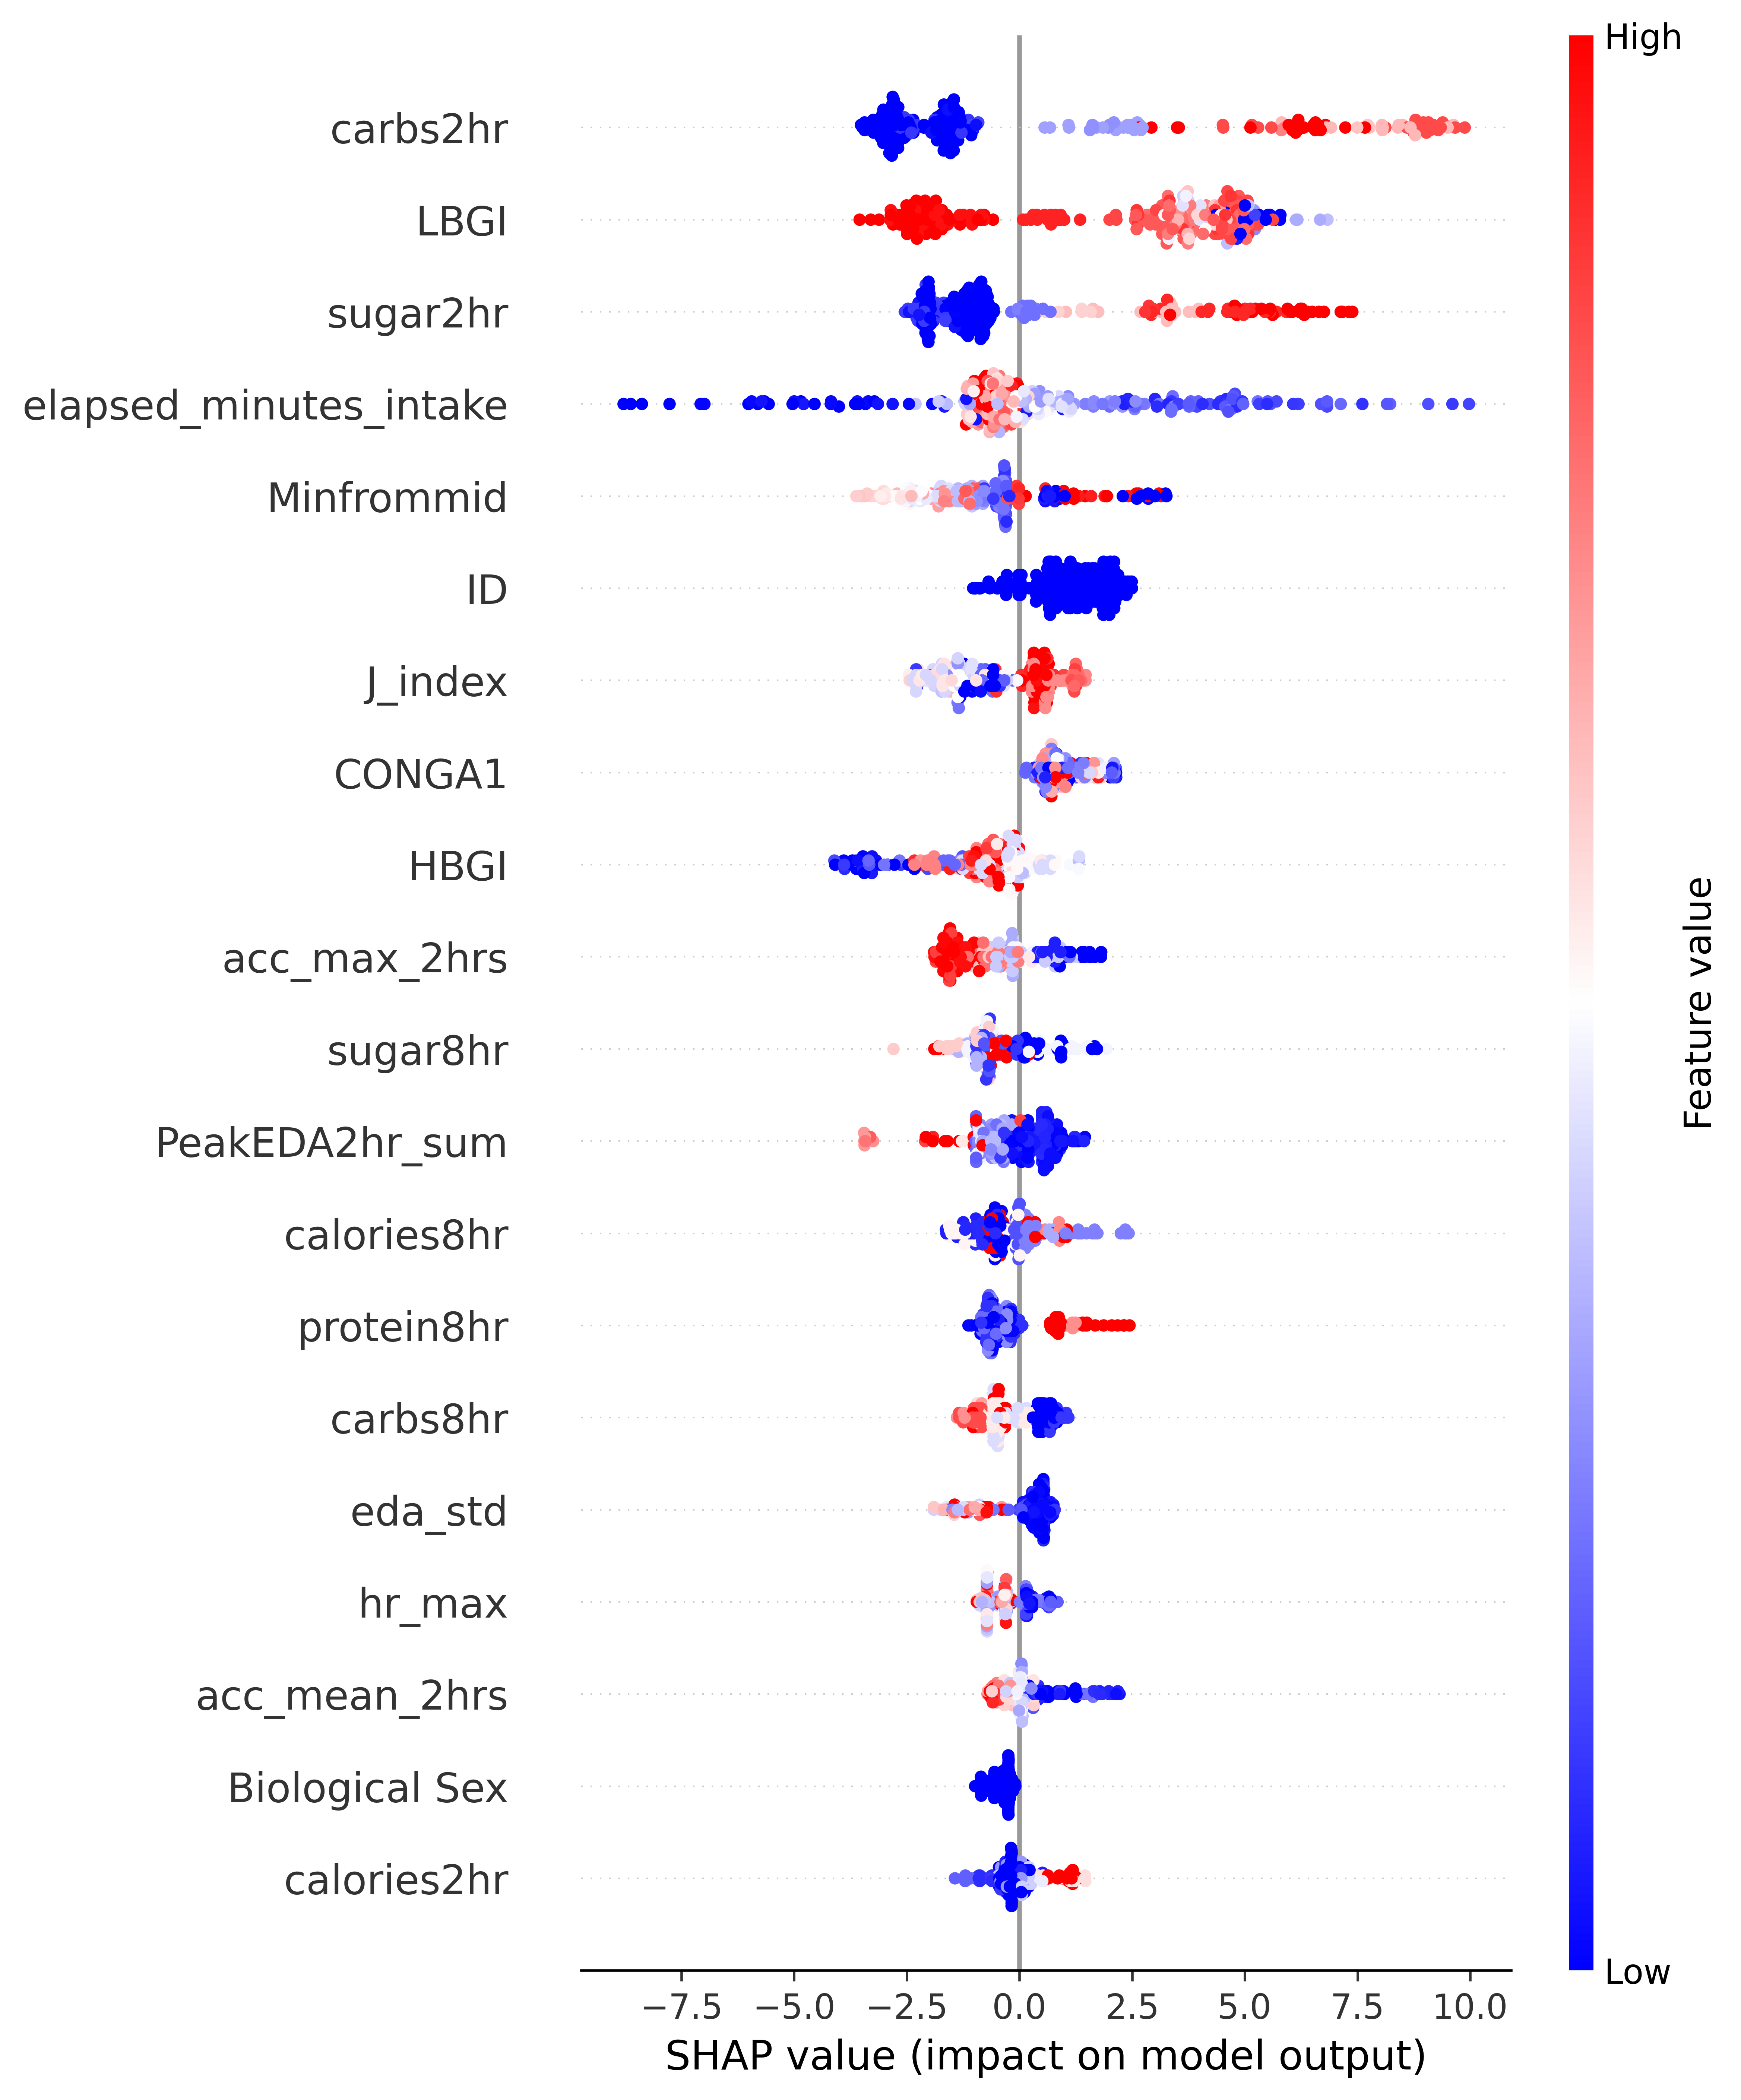 High
carbs2hr
LBGI
sugar2hr
elapsed_minutes_intake
Minfrommid
ID
J_index
CONGA1
HBGI
acc_max_2hrs
sugar8hr
PeakEDA2hr_sum
calories8hr
protein8hr
carbs8hr
eda_std
hr_max
acc_mean_2hrs
Biological Sex
calories2hr
Feature value
Low
−7.5 −5.0 −2.5 0.0 2.5 5.0 7.5 10.0
SHAP value (impact on model output)